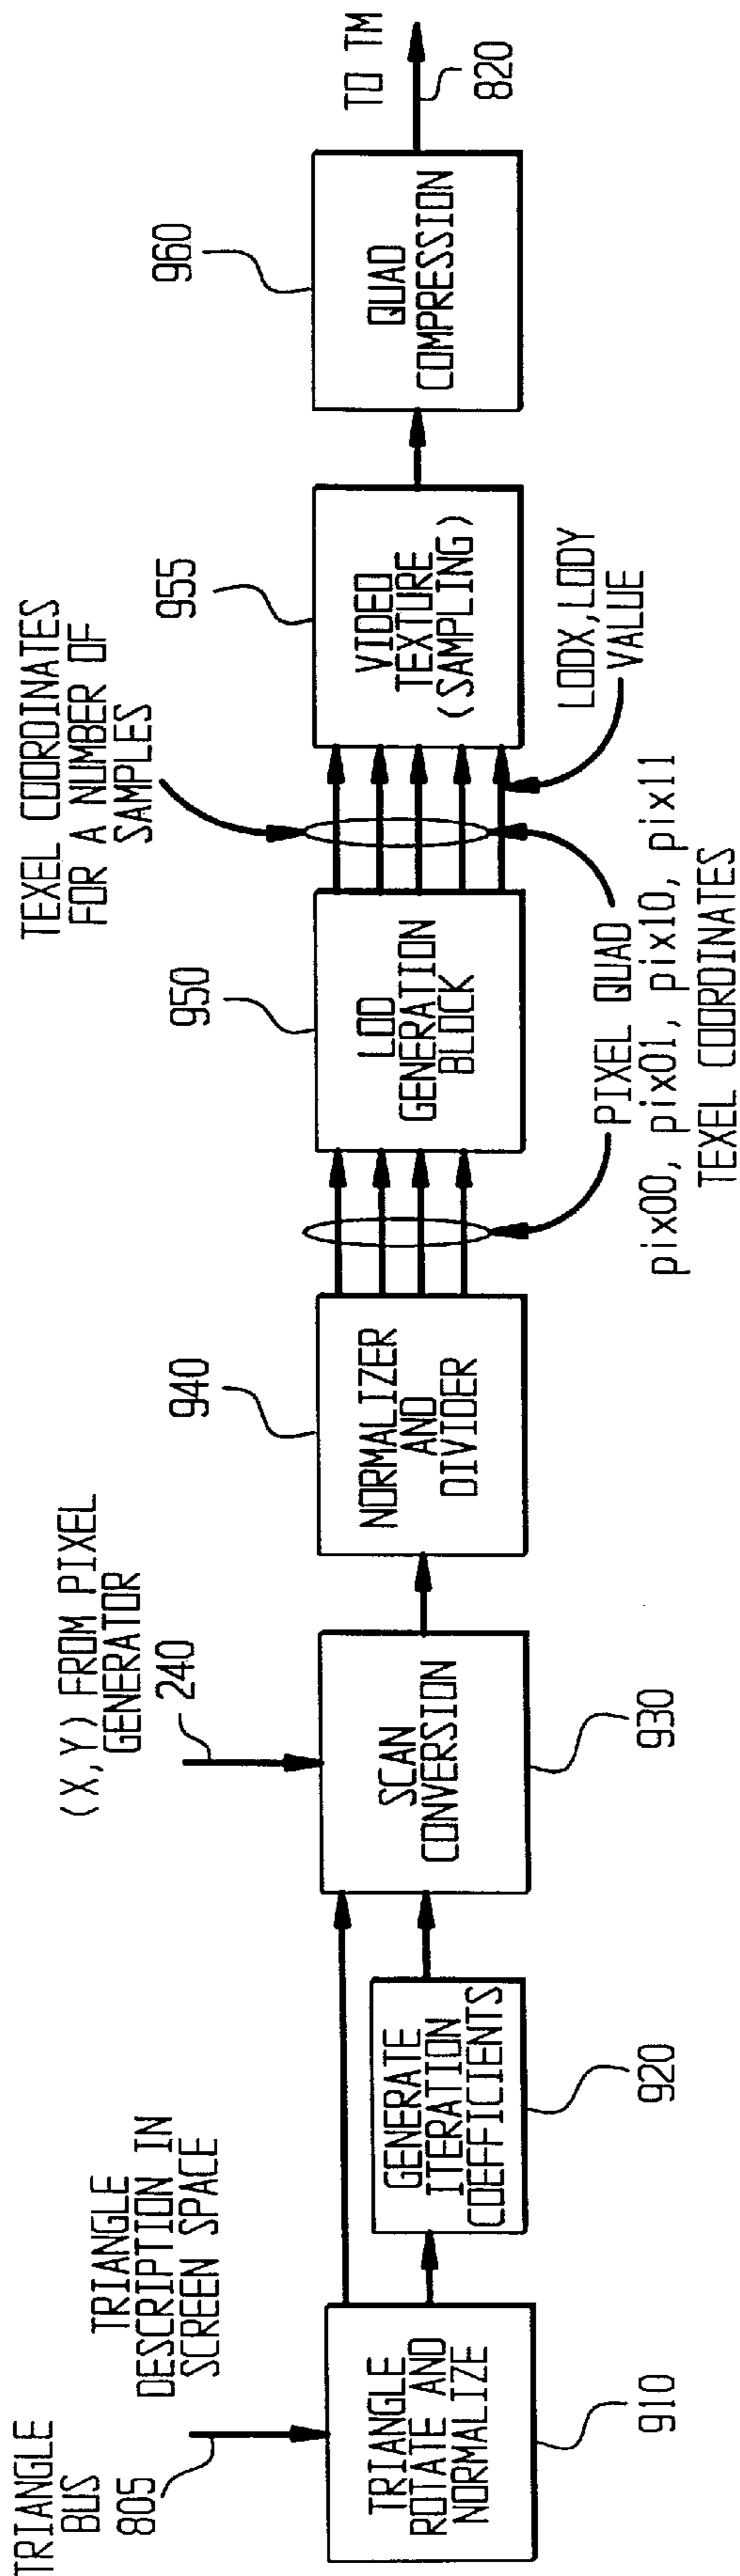 TRIANGLE
BUS
805
TRIANGLE
DESCRIPTION IN
SCREEN SPACE
TRIANGLE
ROTATE AND
NORMALIZE
910
GENERATE
ITERATION
COEFFICIENTS
920
(X,Y) FROM PIXEL
GENERATOR
240
SCAN
CONVERSION
930
940
NORMALIZER
AND
DIVIDER
PIXEL QUAD
pix00, pix01, pix10, pix11
TEXEL COORDINATES
950
LOD
GENERATION
BLOCK
TEXEL COORDINATES
FOR A NUMBER OF
SAMPLES
LODX,LODY
VALUE
955
VIDEO
TEXTURE
(SAMPLING)
960
QUAD
COMPRESSION
TO TM
820